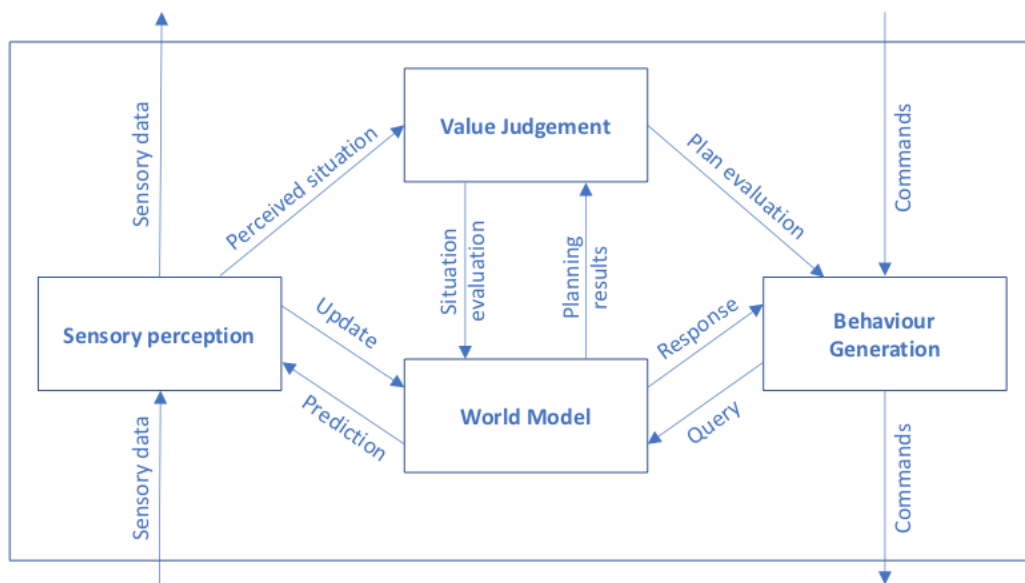 Value Judgement
Sensory data
Perceived situation
Plan evaluation
Commands
Situation
evaluation
Planning
results
Sensory perception
Update
Response
Behaviour
Generation
Prediction
World Model
Query
Sensory data
Commands